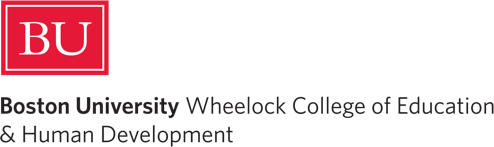 BU
Boston University Wheelock College of Education
& Human Development